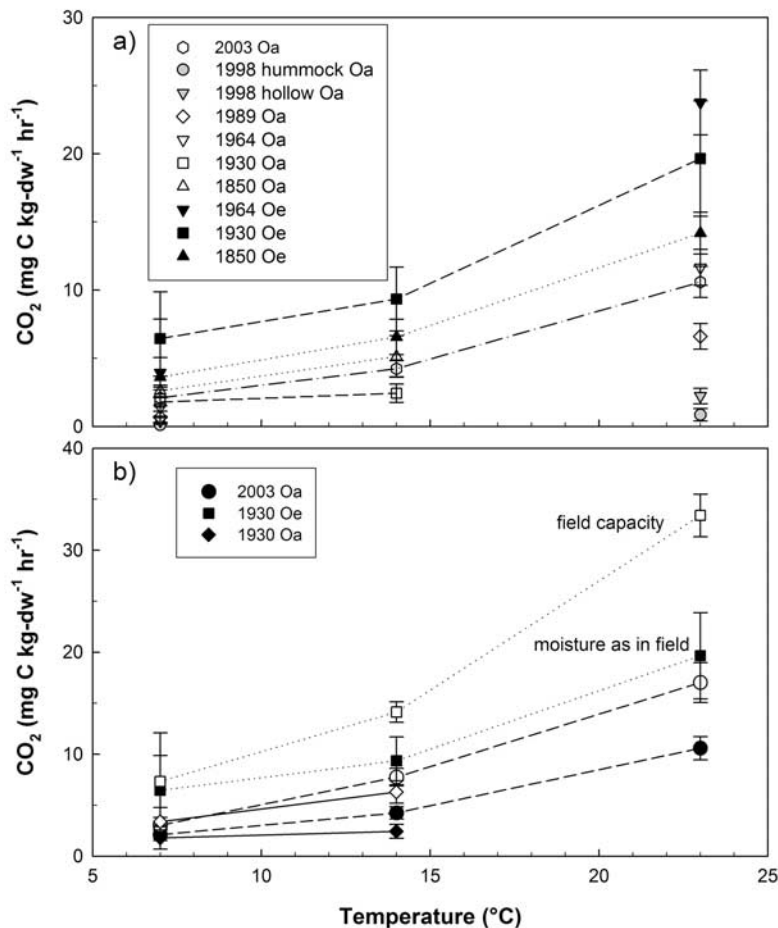 30
a)
2003 Oa
1998 hummock Oa
1998 hollow Oa
1989 Oa
1964 Oa
1930 Oa
1850 Oa
1964 Oe
1930 Oe
1850 Oe
20
10
0
CO₂ (mg C kg-dw⁻¹ hr⁻¹)
40
b)
2003 Oa
1930 Oe
1930 Oa
field capacity
moisture as in field
30
20
10
0
CO₂ (mg C kg-dw⁻¹ hr⁻¹)
5 10 15 20 25
Temperature (°C)